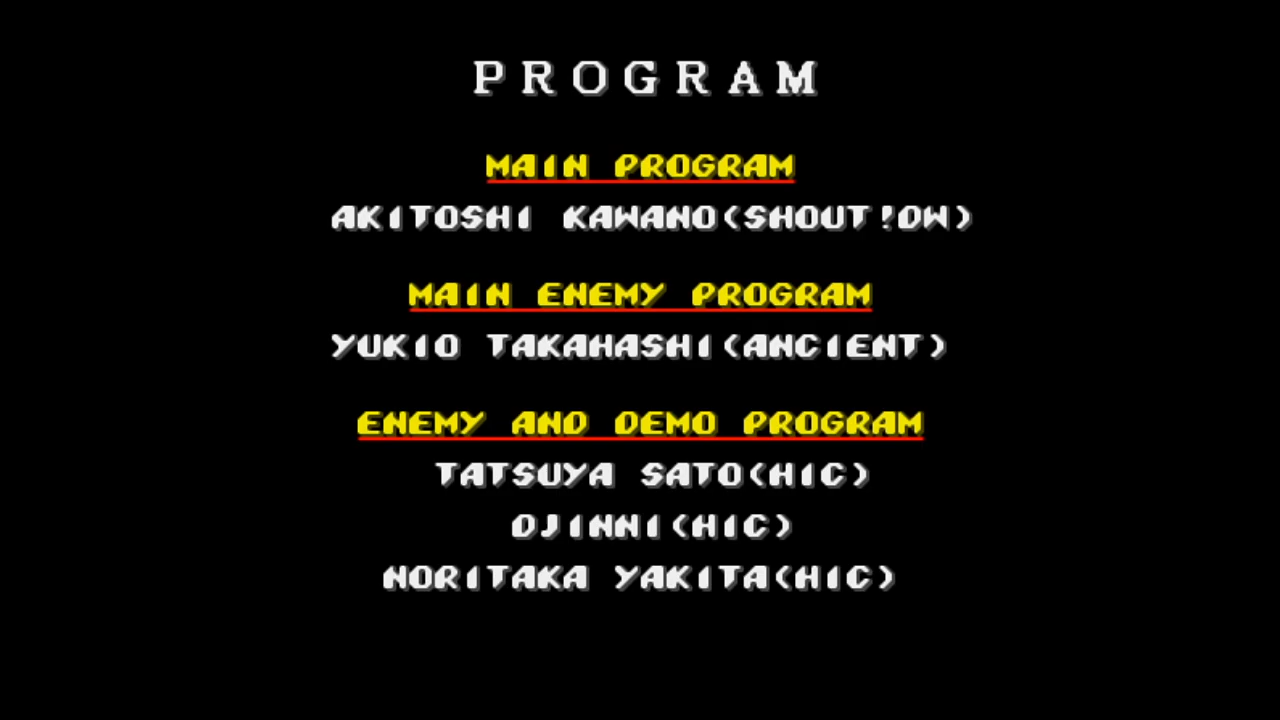 PROGRAM
MAIN PROGRAM
AKITOSHI KAWANO(SHOUT!DW)
MAIN ENEMY PROGRAM
YUKIO TAKAHASHI(ANCIENT)
ENEMY AND DEMO PROGRAM
TATSUYA SATO(HIC)
DJINNI(HIC)
NORITAKA YAKITA(HIC)